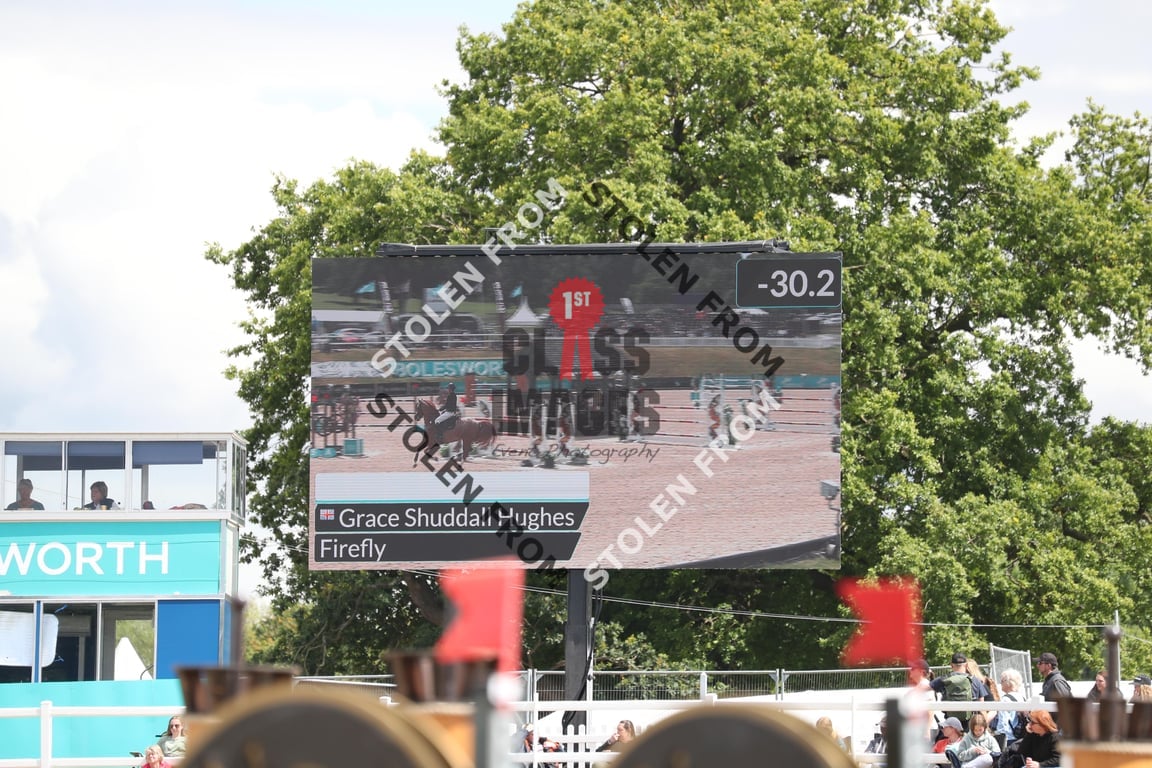 STOLEN FROM
STOLEN FROM
-30.2
1ST
CLASS
IMAGES
Event Photography
BOLESWOR
STOLEN FROM
STOLEN FROM
Grace Shuddall Hughes
Firefly
WORTH